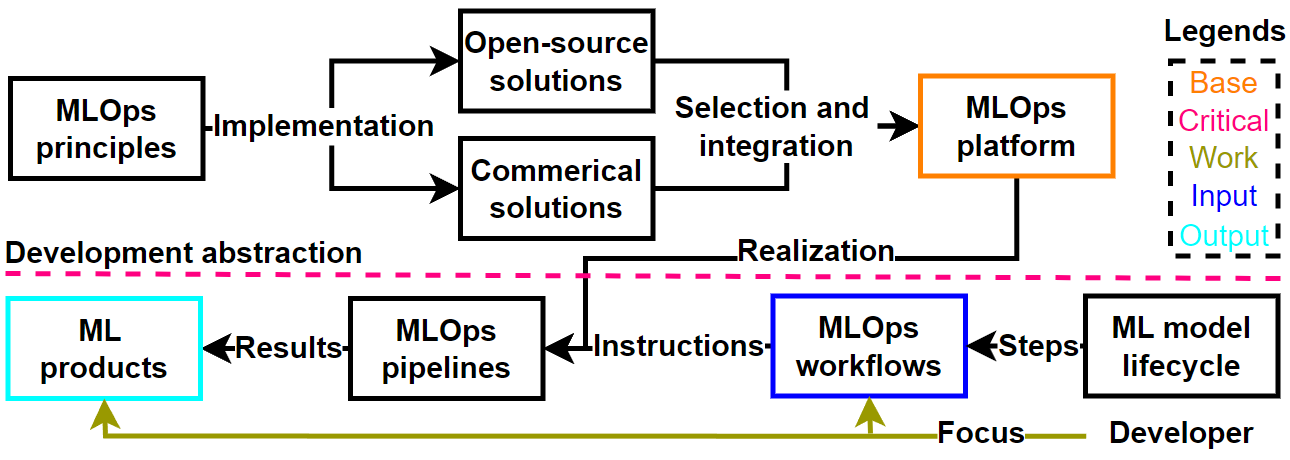 MLOps
principles
Implementation
Open-source
solutions
Commerical
solutions
Selection and
integration
MLOps
platform
Legends
Base
Critical
Work
Input
Output
Development abstraction
Realization
ML
products
Results
MLOps
pipelines
Instructions
MLOps
workflows
Steps
ML model
lifecycle
Focus
Developer